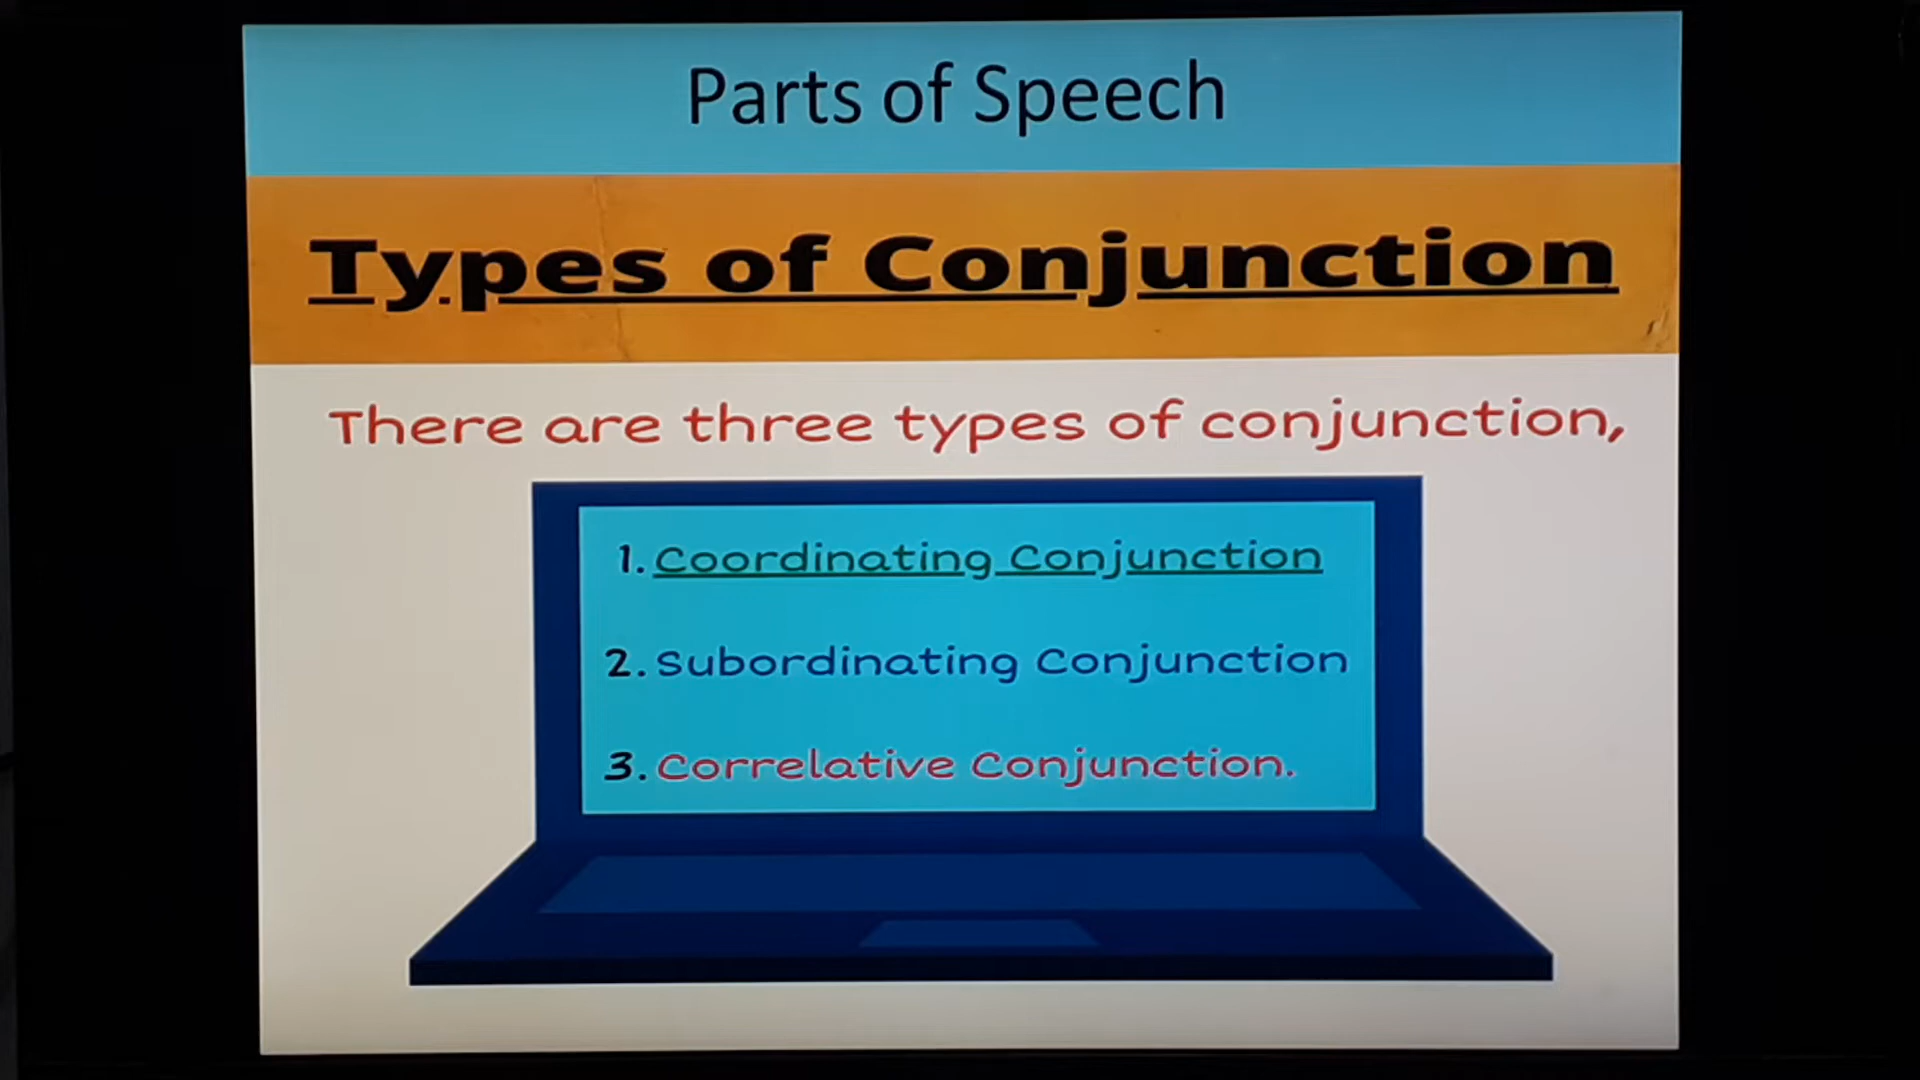 Parts of Speech
Types of Conjunction
There are three types of conjunction,
1. Coordinating Conjunction
2. Subordinating Conjunction
3. Correlative Conjunction.